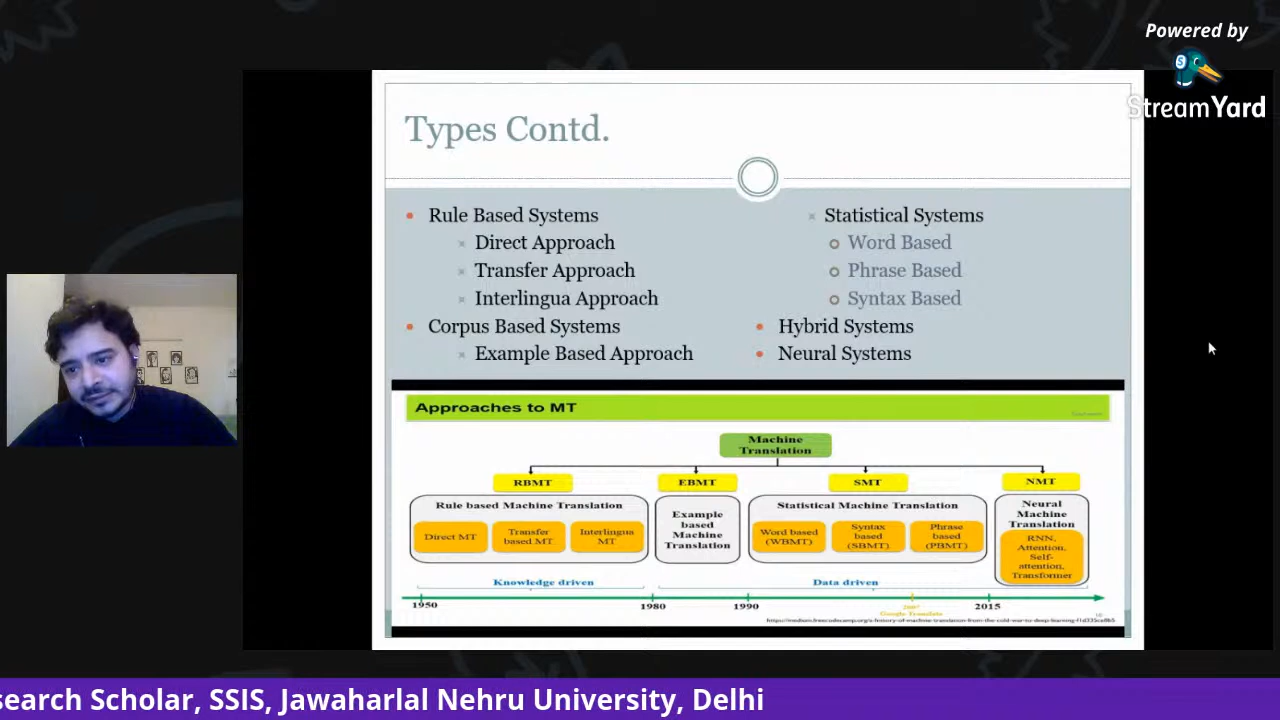 Powered by
StreamYard
Types Contd.
Rule Based Systems
Direct Approach
Transfer Approach
Interlingua Approach
Corpus Based Systems
Example Based Approach
Statistical Systems
Word Based
Phrase Based
Syntax Based
Hybrid Systems
Neural Systems
Approaches to MT
Machine
Translation
RBMT
EBMT
SMT
NMT
Rule based Machine Translation
Direct MT
Transfer
based MT
Interlingua
MT
Example
based
Machine
Translation
Statistical Machine Translation
Word based
(WBMT)
Syntax
based
(SBMT)
Phrase
based
(PBMT)
Neural
Machine
Translation
RNN,
Attention,
Self-
attention,
Transformer
Knowledge driven
Data driven
1950
1980
1990
2015
Google Translate
search Scholar, SSIS, Jawaharlal Nehru University, Delhi